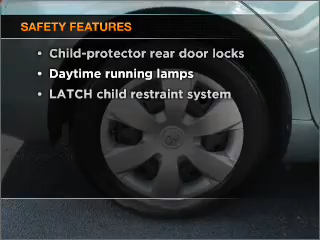 SAFETY FEATURES
• Child-protector rear door locks
• Daytime running lamps
• LATCH child restraint system